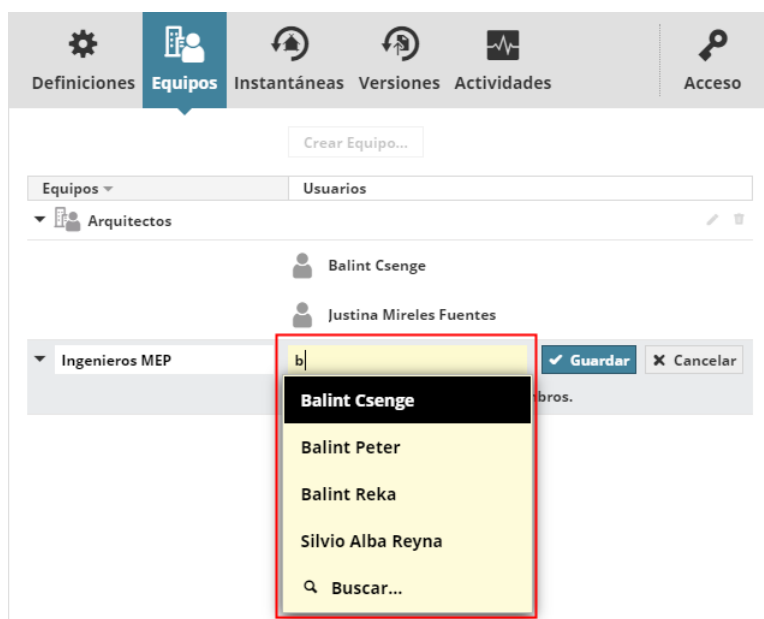 Definiciones Equipos Instantáneas Versiones Actividades Acceso
Crear Equipo...
Equipos Usuarios
Arquitectos
Balint Csenge
Justina Mireles Fuentes
Ingenieros MEP b Guardar Cancelar
Balint Csenge
Balint Peter
Balint Reka
Silvio Alba Reyna
Buscar...